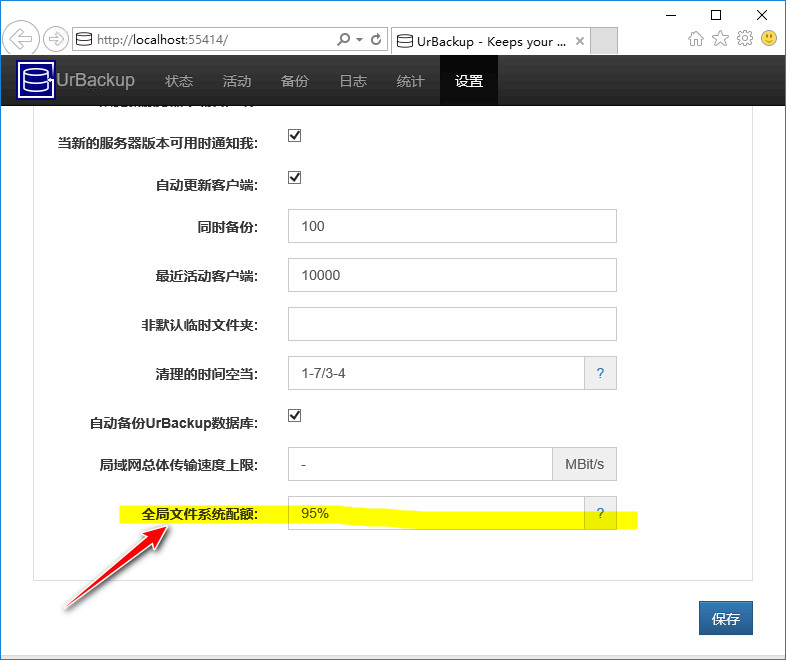 http://localhost:55414/
UrBackup - Keeps your ...
UrBackup 状态 活动 备份 日志 统计 设置
当新的服务器版本可用时通知我:
自动更新客户端:
同时备份: 100
最近活动客户端: 10000
非默认临时文件夹:
清理的时间空当: 1-7/3-4 ?
自动备份UrBackup数据库:
局域网总体传输速度上限: - MBit/s
全局文件系统配额: 95% ?
保存